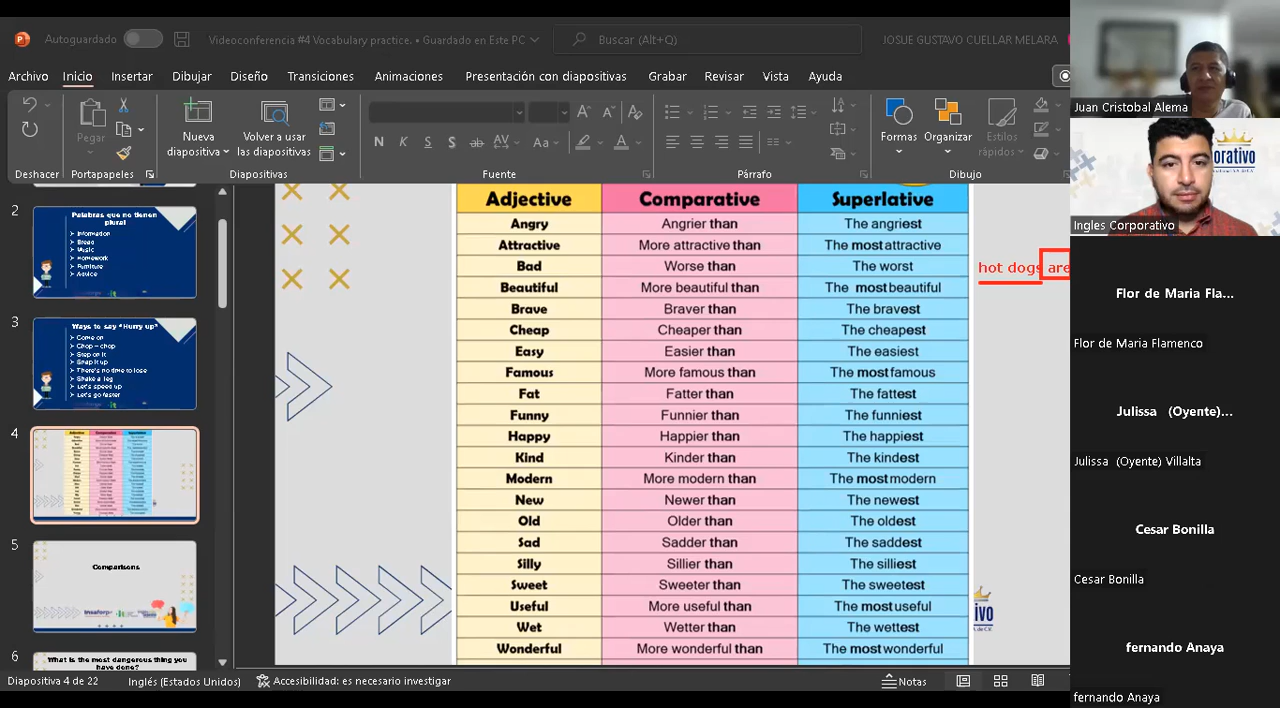 Autoguardado
Videoconferencia #4 Vocabulary practice. • Guardado en Este PC
Buscar (Alt+Q)
JOSUE GUSTAVO CUELLAR MELARA
Archivo Inicio Insertar Dibujar Diseño Transiciones Animaciones Presentación con diapositivas Grabar Revisar Vista Ayuda
Pegar
Nueva diapositiva
Volver a usar las diapositivas
N K S S ab AV Aa A
Formas Organizar Estilos rápidos
Deshacer Portapapeles Diapositivas Fuente Párrafo Dibujo
2
Palabras que no tienen plural
Information
Bread
Music
Homework
Furniture
Advice
3
Ways to say "Hurry up"
Come on
Chop – chop
Step on it
Snap it up
There's no time to lose
Shake a leg
Let's speed up
Let's go faster
4
5
Comparisons
insaforp
6
What is the most dangerous thing you have done?
Adjective Comparative Superlative
Angry Angrier than The angriest
Attractive More attractive than The most attractive
Bad Worse than The worst
Beautiful More beautiful than The most beautiful
Brave Braver than The bravest
Cheap Cheaper than The cheapest
Easy Easier than The easiest
Famous More famous than The most famous
Fat Fatter than The fattest
Funny Funnier than The funniest
Happy Happier than The happiest
Kind Kinder than The kindest
Modern More modern than The most modern
New Newer than The newest
Old Older than The oldest
Sad Sadder than The saddest
Silly Sillier than The silliest
Sweet Sweeter than The sweetest
Useful More useful than The most useful
Wet Wetter than The wettest
Wonderful More wonderful than The most wonderful
hot dogs are
ivo
Diapositiva 4 de 22
Inglés (Estados Unidos)
Accesibilidad: es necesario investigar
Notas
Juan Cristobal Alema
orativo
Ingles Corporativo
Flor de Maria Fla...
Flor de Maria Flamenco
Julissa (Oyente)...
Julissa (Oyente) Villalta
Cesar Bonilla
Cesar Bonilla
fernando Anaya
fernando Anaya